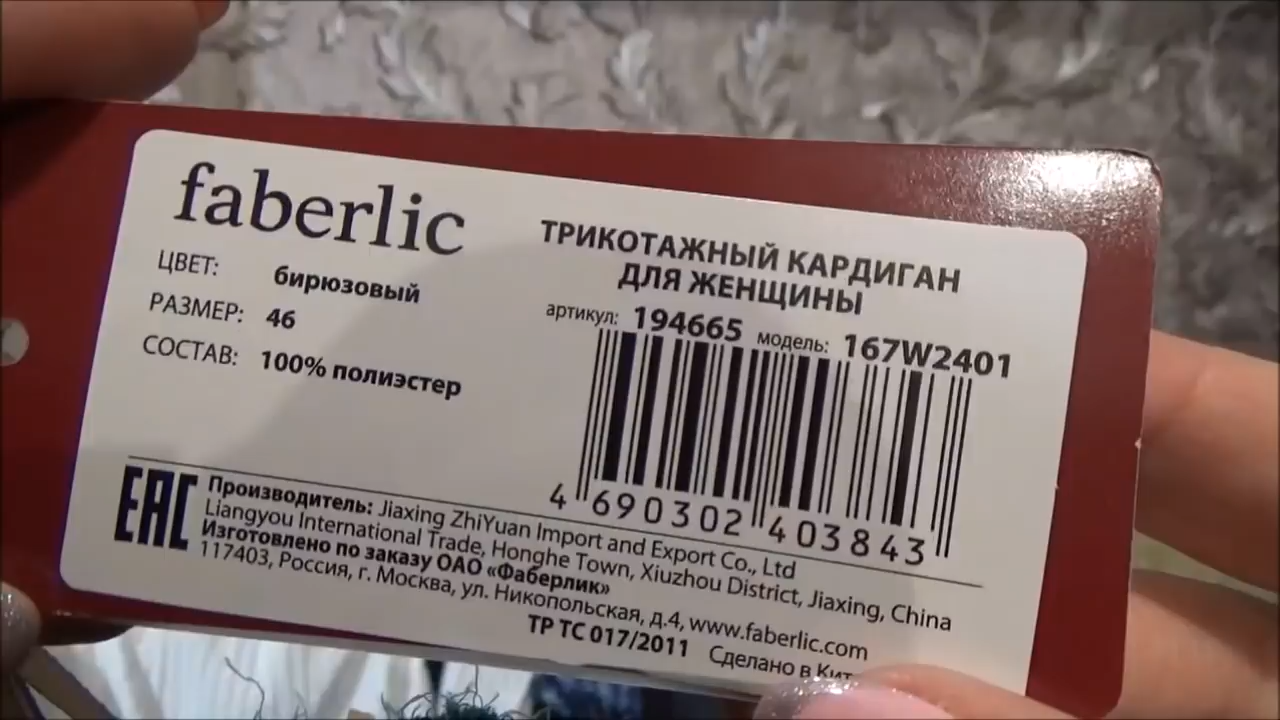 faberlic
ЦВЕТ: бирюзовый
РАЗМЕР: 46
СОСТАВ: 100% полиэстер
ТРИКОТАЖНЫЙ КАРДИГАН
ДЛЯ ЖЕНЩИНЫ
артикул: 194665 модель: 167W2401
4 690302 403843
EAC
Производитель: Jiaxing ZhiYuan Import and Export Co., Ltd
Liangyou International Trade, Honghe Town, Xiuzhou District, Jiaxing, China
Изготовлено по заказу ОАО «Фаберлик»
117403, Россия, г. Москва, ул. Никопольская, д.4, www.faberlic.com
ТР ТС 017/2011 Сделано в